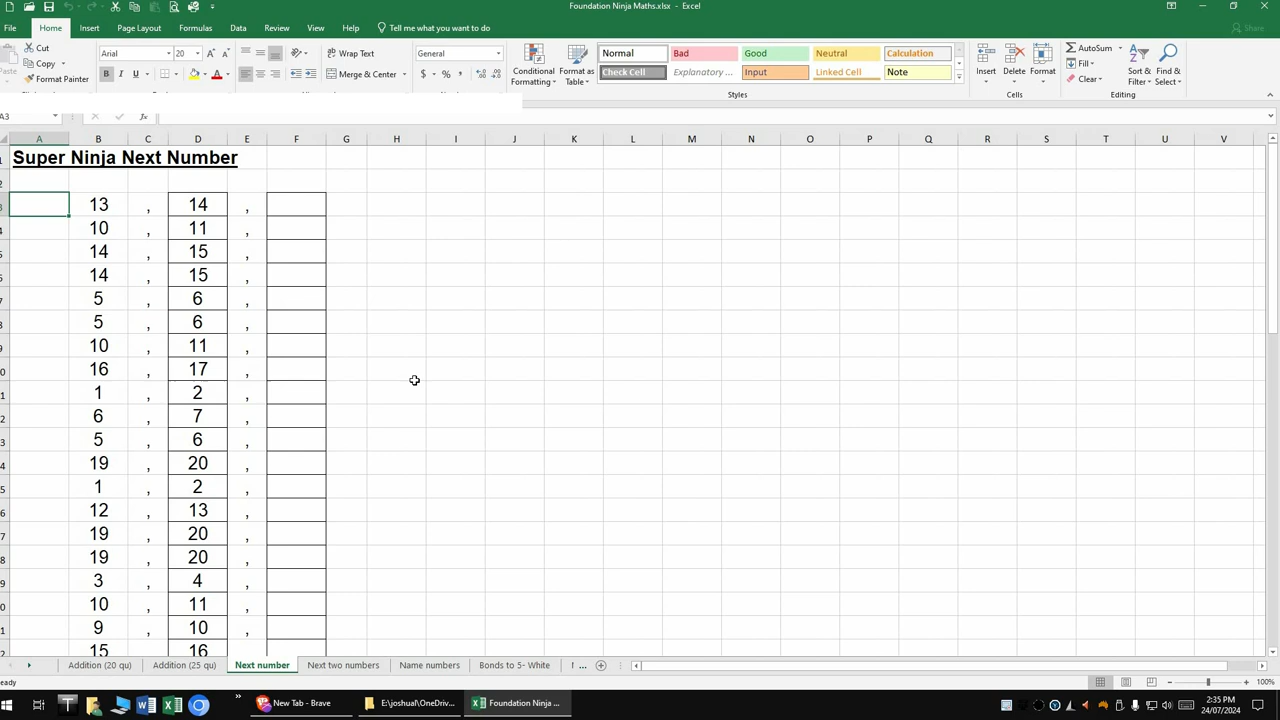 Foundation Ninja Maths.xlsx - Excel
File Home Insert Page Layout Formulas Data Review View Help Tell me what you want to do Share
Cut Arial 20 Wrap Text General Normal Bad Good Neutral Calculation AutoSum
Copy Fill
Format Painter B I U Merge & Center $ % , Conditional Formatting Format as Table Check Cell Explanatory ... Input Linked Cell Note Insert Delete Format Clear Sort & Filter Find & Select
Styles Cells Editing
A3 fx
A B C D E F G H I J K L M N O P Q R S T U V
Super Ninja Next Number
13 , 14 ,
10 , 11 ,
14 , 15 ,
14 , 15 ,
5 , 6 ,
5 , 6 ,
10 , 11 ,
16 , 17 ,
1 , 2 ,
6 , 7 ,
5 , 6 ,
19 , 20 ,
1 , 2 ,
12 , 13 ,
19 , 20 ,
19 , 20 ,
3 , 4 ,
10 , 11 ,
9 , 10 ,
15 16
Addition (20 qu) Addition (25 qu) Next number Next two numbers Name numbers Bonds to 5- White ...
eady 100%
New Tab - Brave E:\joshual\OneDriv... Foundation Ninja ... 2:35 PM
24/07/2024